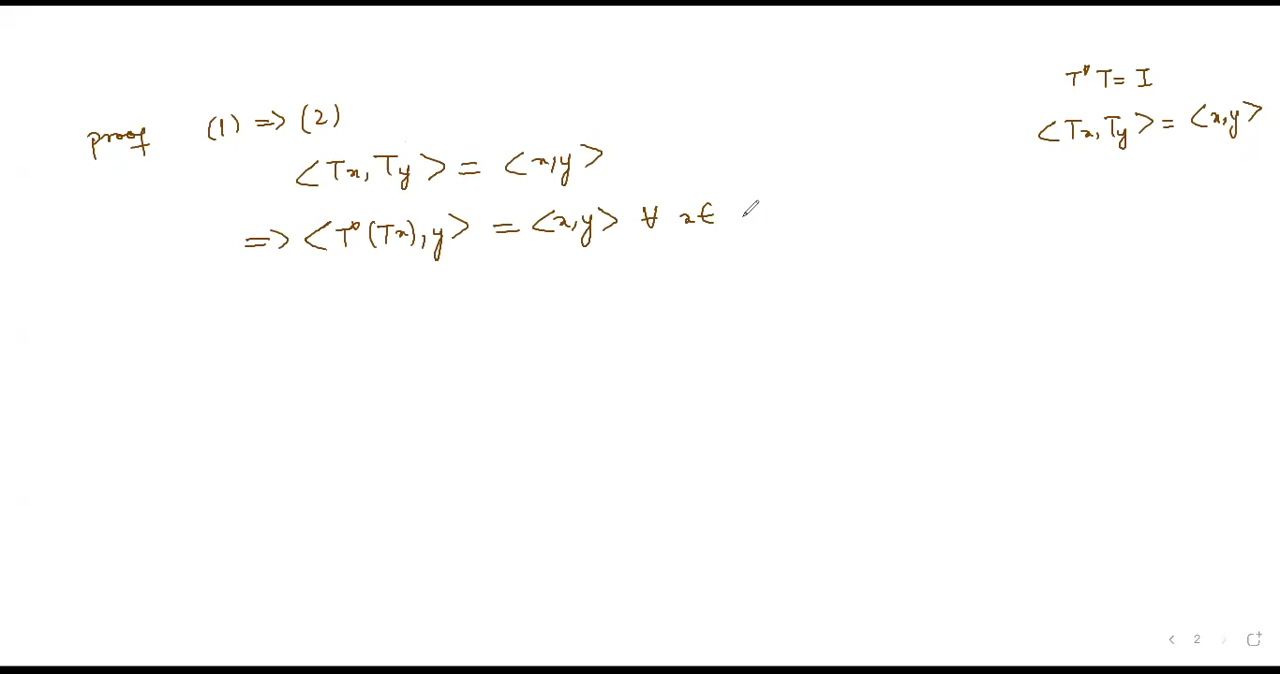 T* T = I
proof (1) => (2)
<Tx, Ty> = <x,y>
<Tx, Ty> = <x,y>
=> <T*(Tx), y> = <x,y> ∀ x ∈
< 2 >